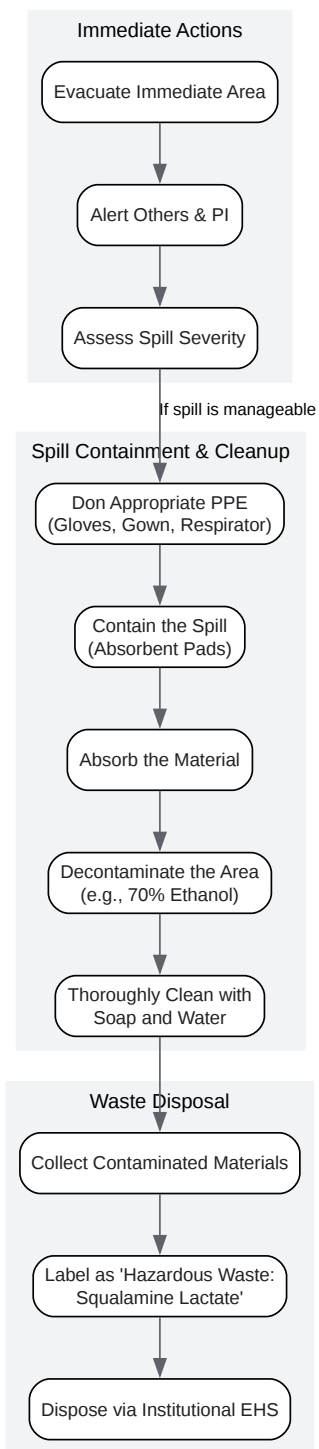 Immediate Actions
Evacuate Immediate Area
Alert Others & PI
Assess Spill Severity
If spill is manageable
Spill Containment & Cleanup
Don Appropriate PPE
(Gloves, Gown, Respirator)
Contain the Spill
(Absorbent Pads)
Absorb the Material
Decontaminate the Area
(e.g., 70% Ethanol)
Thoroughly Clean with
Soap and Water
Waste Disposal
Collect Contaminated Materials
Label as 'Hazardous Waste:
Squalamine Lactate'
Dispose via Institutional EHS